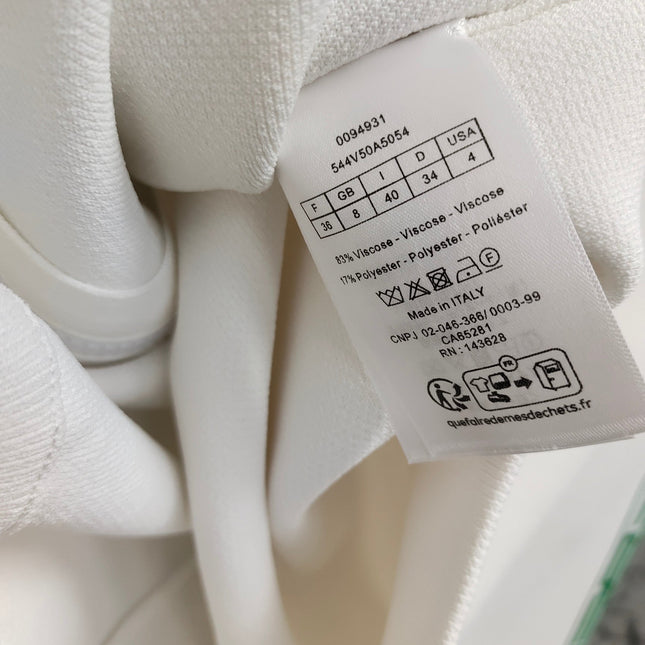 0094931
544V50A5054
F GB I D USA
36 8 40 34 4
83% Viscose - Viscose - Viscose
17% Polyester - Polyester - Poliéster
F
Made in ITALY
CNPJ 02-046-366/ 0003-99
CA65281
RN : 143628
FR
quefairedemesdechets.fr